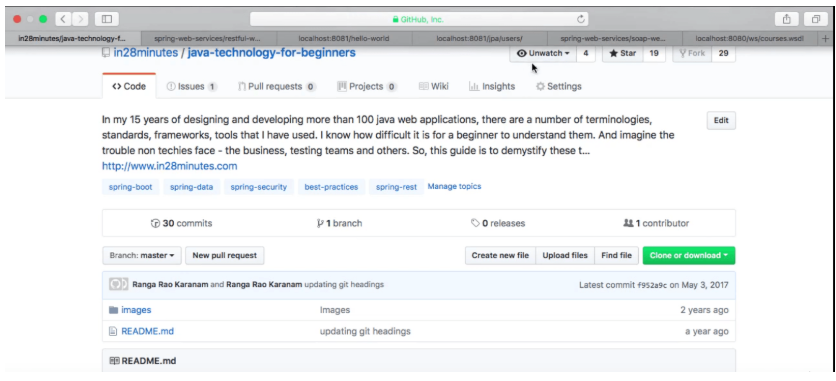 GitHub, Inc.
in28minutes/java-technology-f... spring-web-services/restful-w... localhost:8081/hello-world localhost:8081/jpa/users/ spring-web-services/soap-we... localhost:8080/ws/courses.wsdl
in28minutes / java-technology-for-beginners Unwatch 4 Star 19 Fork 29
Code Issues 1 Pull requests 0 Projects 0 Wiki Insights Settings
In my 15 years of designing and developing more than 100 java web applications, there are a number of terminologies, Edit
standards, frameworks, tools that I have used. I know how difficult it is for a beginner to understand them. And imagine the
trouble non techies face - the business, testing teams and others. So, this guide is to demystify these t...
http://www.in28minutes.com
spring-boot spring-data spring-security best-practices spring-rest Manage topics
30 commits 1 branch 0 releases 1 contributor
Branch: master New pull request Create new file Upload files Find file Clone or download
Ranga Rao Karanam and Ranga Rao Karanam updating git headings Latest commit f952a9c on May 3, 2017
images Images 2 years ago
README.md updating git headings a year ago
README.md